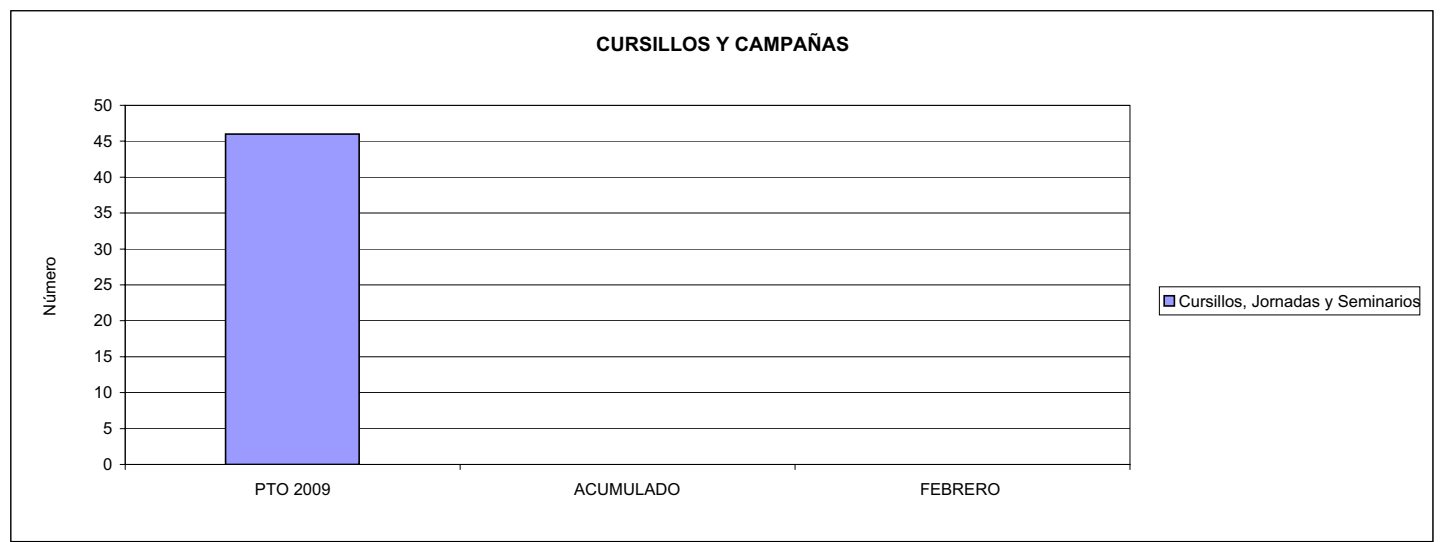 CURSILLOS Y CAMPAÑAS
50
45
40
35
30
25
20
15
10
5
0
Número
PTO 2009
ACUMULADO
FEBRERO
Cursillos, Jornadas y Seminarios